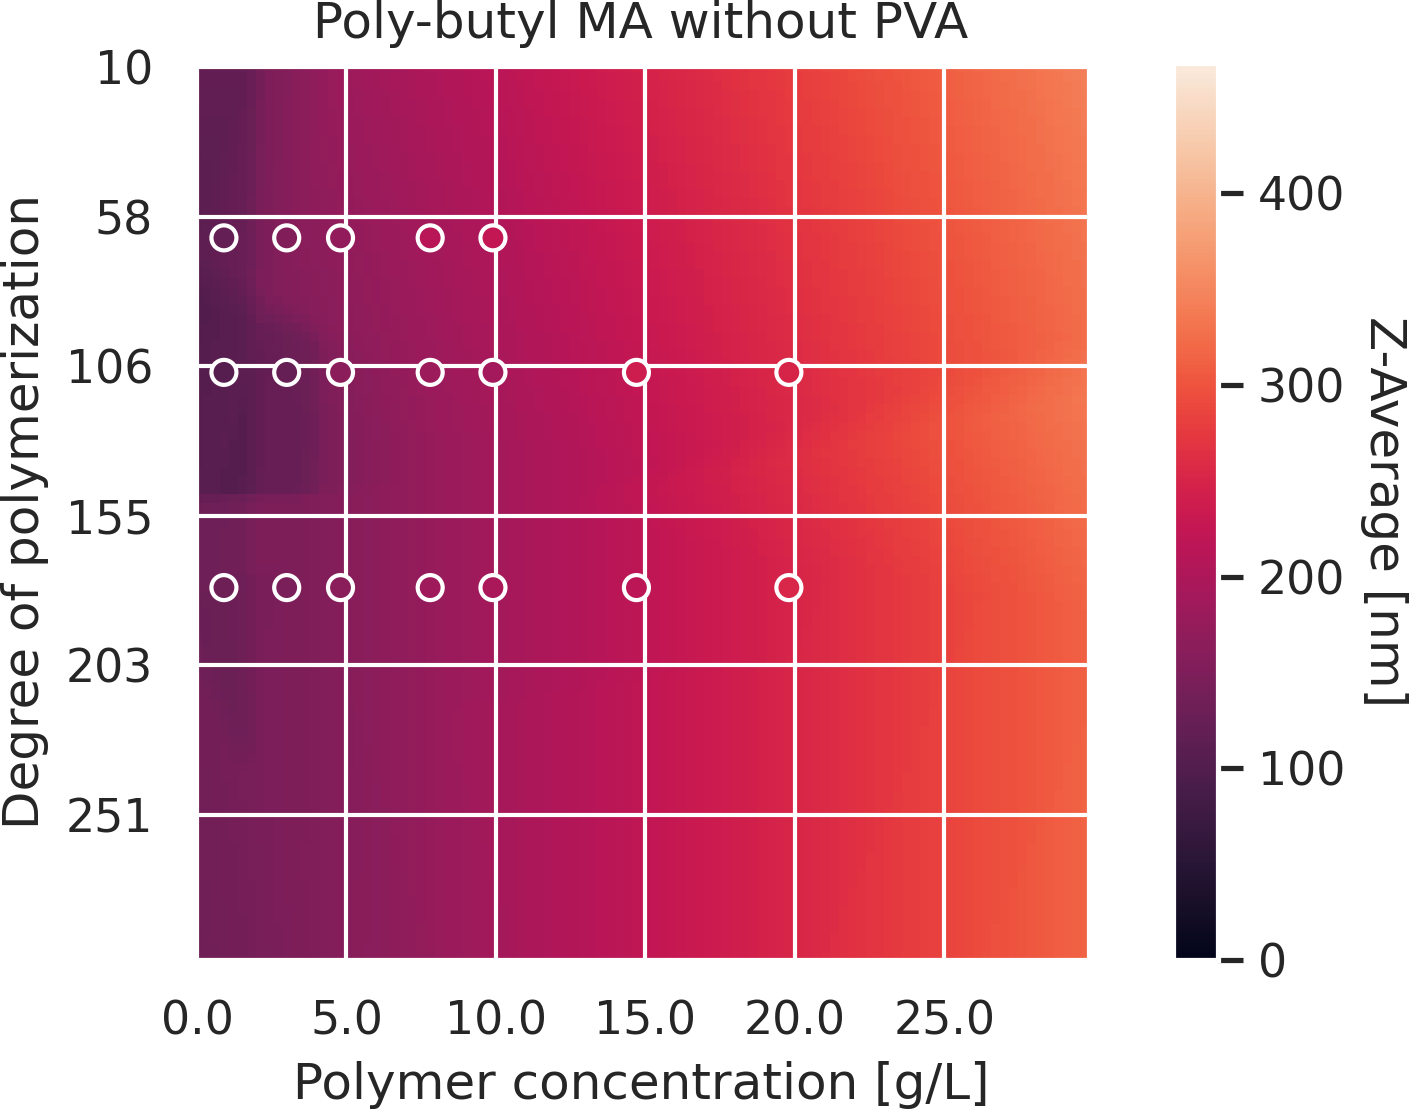 Poly-butyl MA without PVA
10
58
106
155
203
251
Degree of polymerization
0.0 5.0 10.0 15.0 20.0 25.0
Polymer concentration [g/L]
400
300
200
100
0
Z-Average [nm]